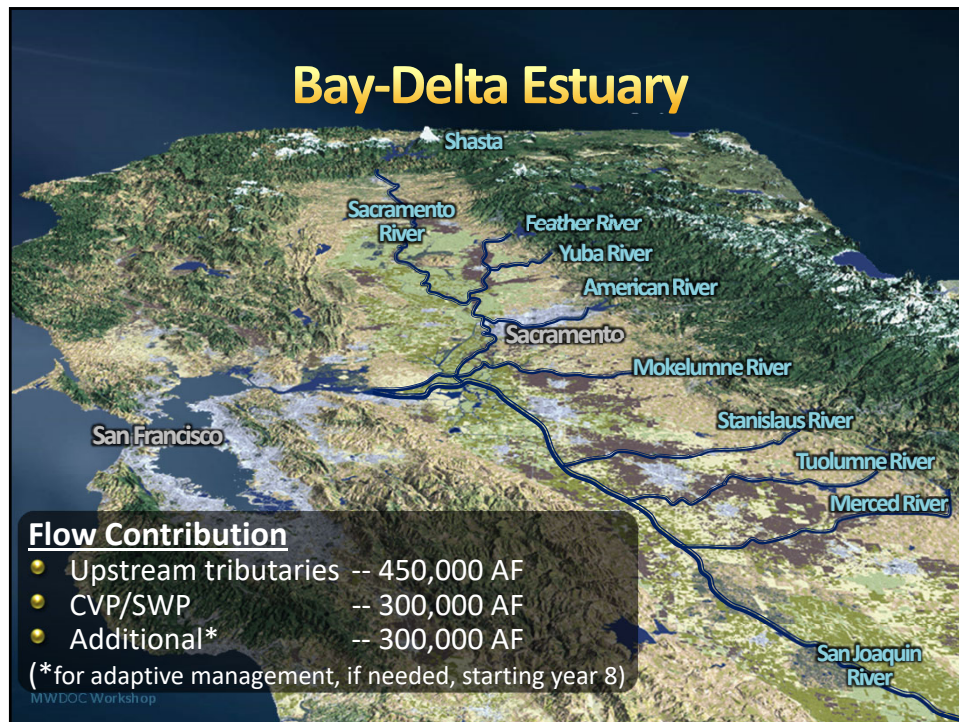 Bay-Delta Estuary
Shasta
Sacramento
River
Feather River
Yuba River
American River
Sacramento
Mokelumne River
Stanislaus River
San Francisco
Tuolumne River
Merced River
Flow Contribution
Upstream tributaries -- 450,000 AF
CVP/SWP -- 300,000 AF
Additional* -- 300,000 AF
(*for adaptive management, if needed, starting year 8)
San Joaquin
River
MWDOC Workshop